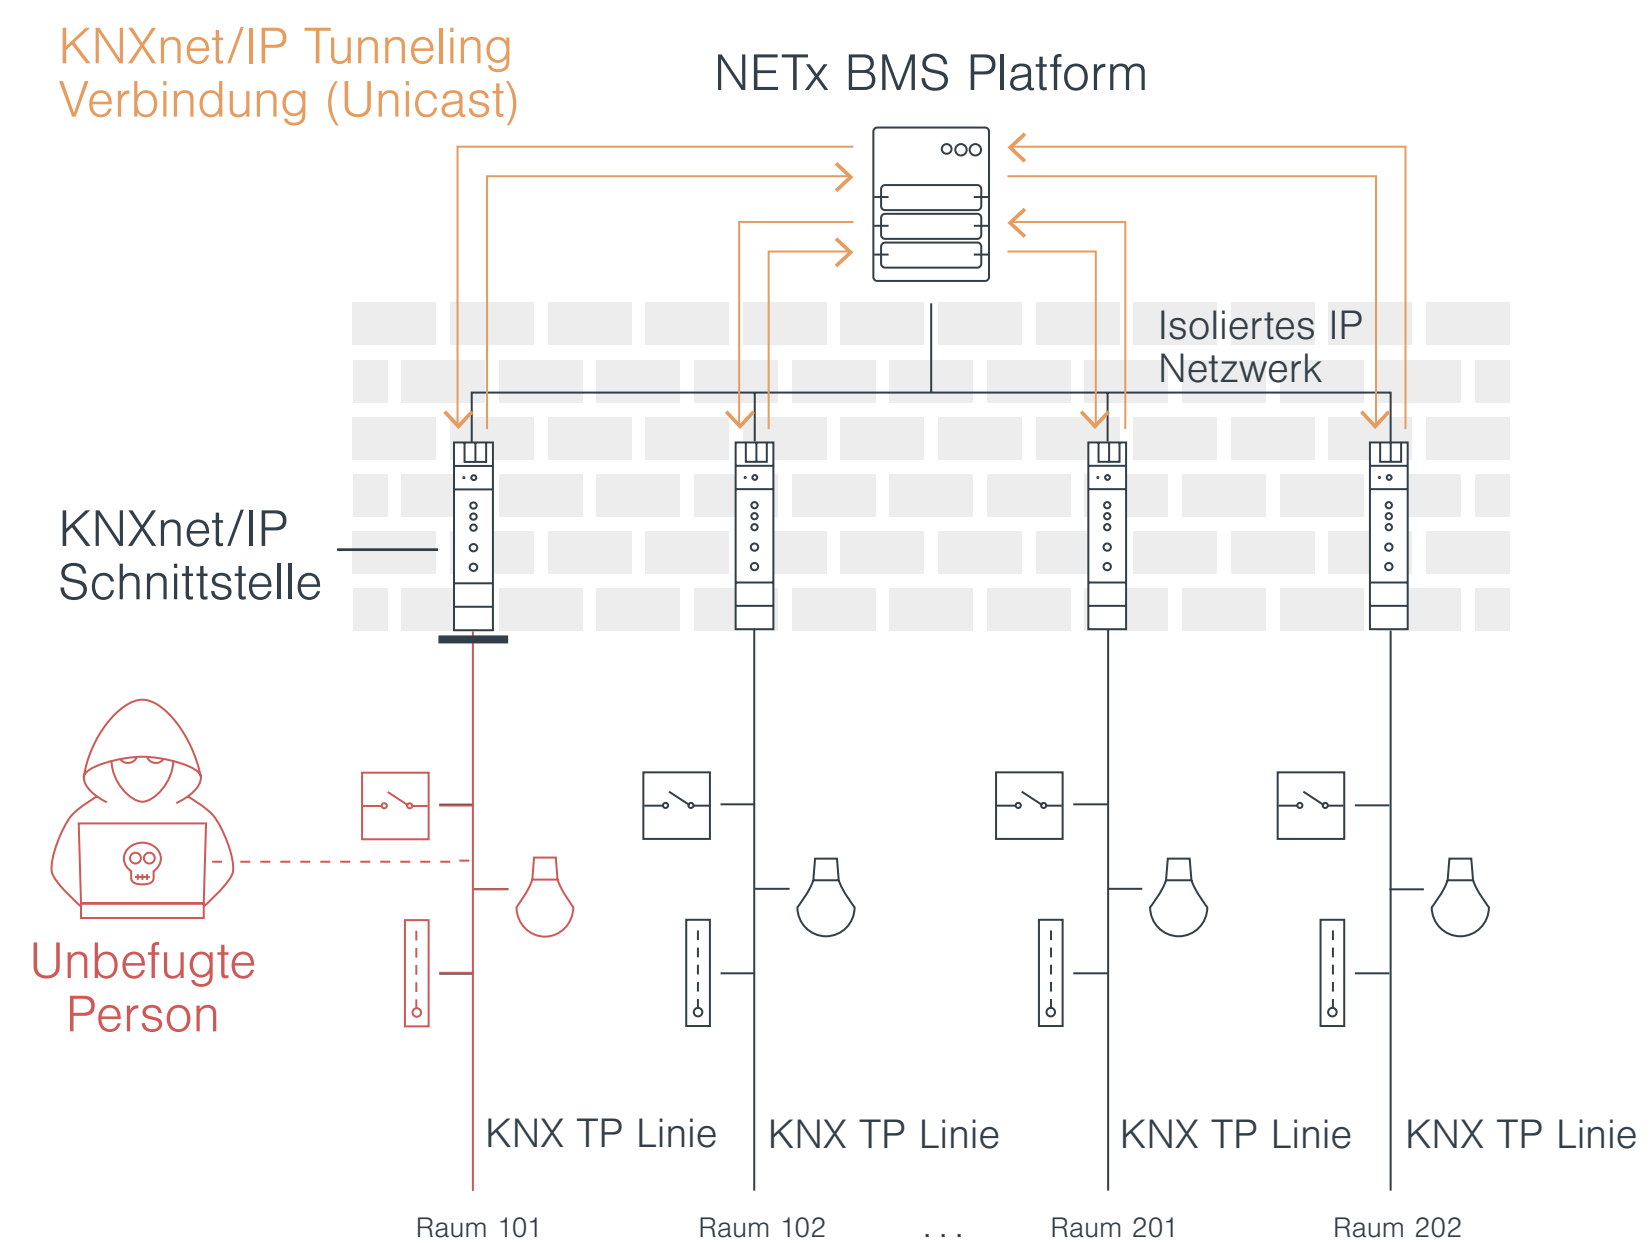 KNXnet/IP Tunneling
Verbindung (Unicast)
NETx BMS Platform
Isoliertes IP
Netzwerk
KNXnet/IP
Schnittstelle
Unbefugte
Person
KNX TP Linie
KNX TP Linie
KNX TP Linie
KNX TP Linie
Raum 101
Raum 102
...
Raum 201
Raum 202